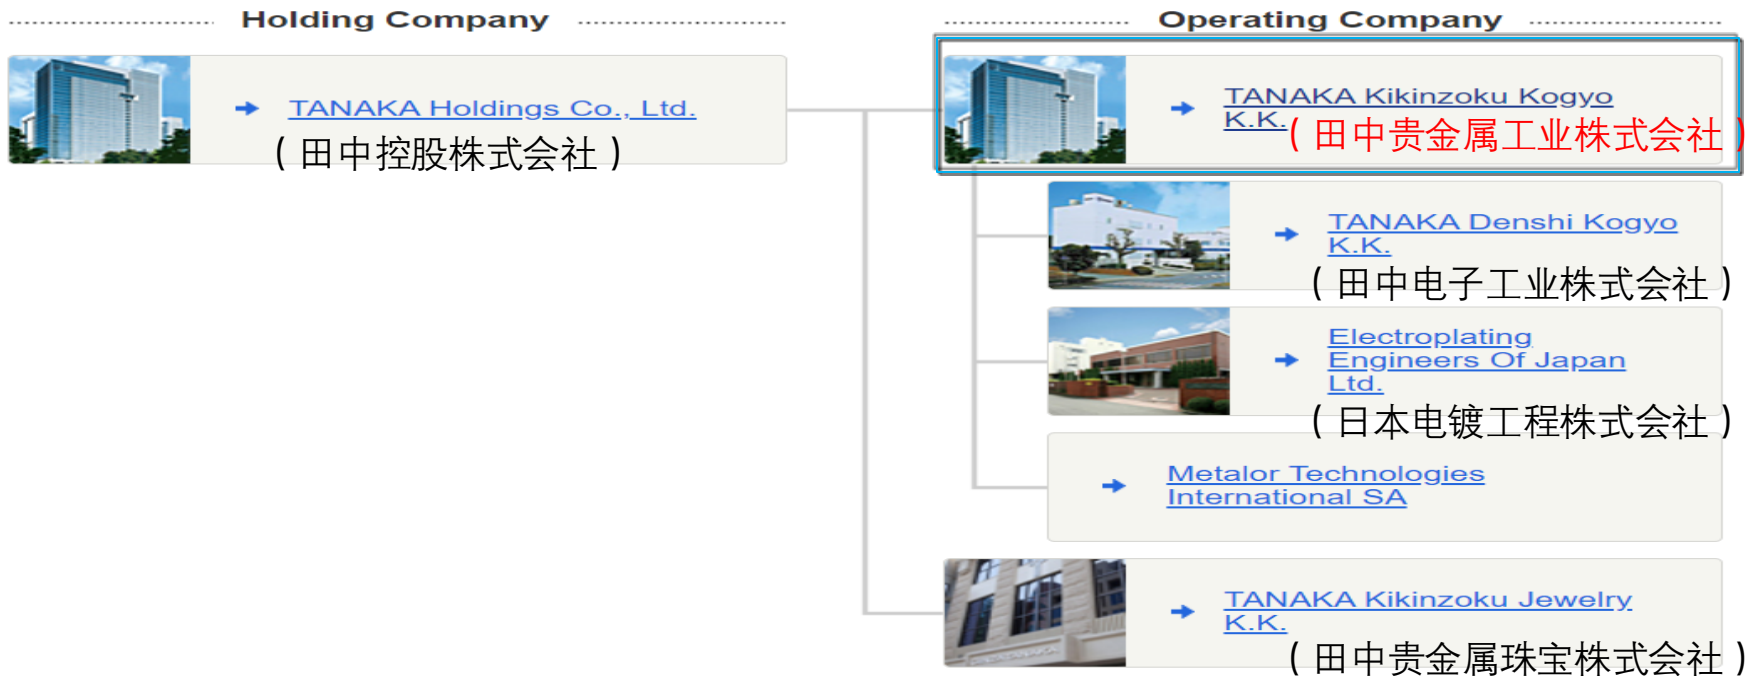 Holding Company
Operating Company
TANAKA Holdings Co., Ltd.
(田中控股株式会社)
TANAKA Kikinzoku Kogyo
K.K.
(田中贵金属工业株式会社)
TANAKA Denshi Kogyo
K.K.
(田中电子工业株式会社)
Electroplating
Engineers Of Japan
Ltd.
(日本电镀工程株式会社)
Metalor Technologies
International SA
TANAKA Kikinzoku Jewelry
K.K.
(田中贵金属珠宝株式会社)